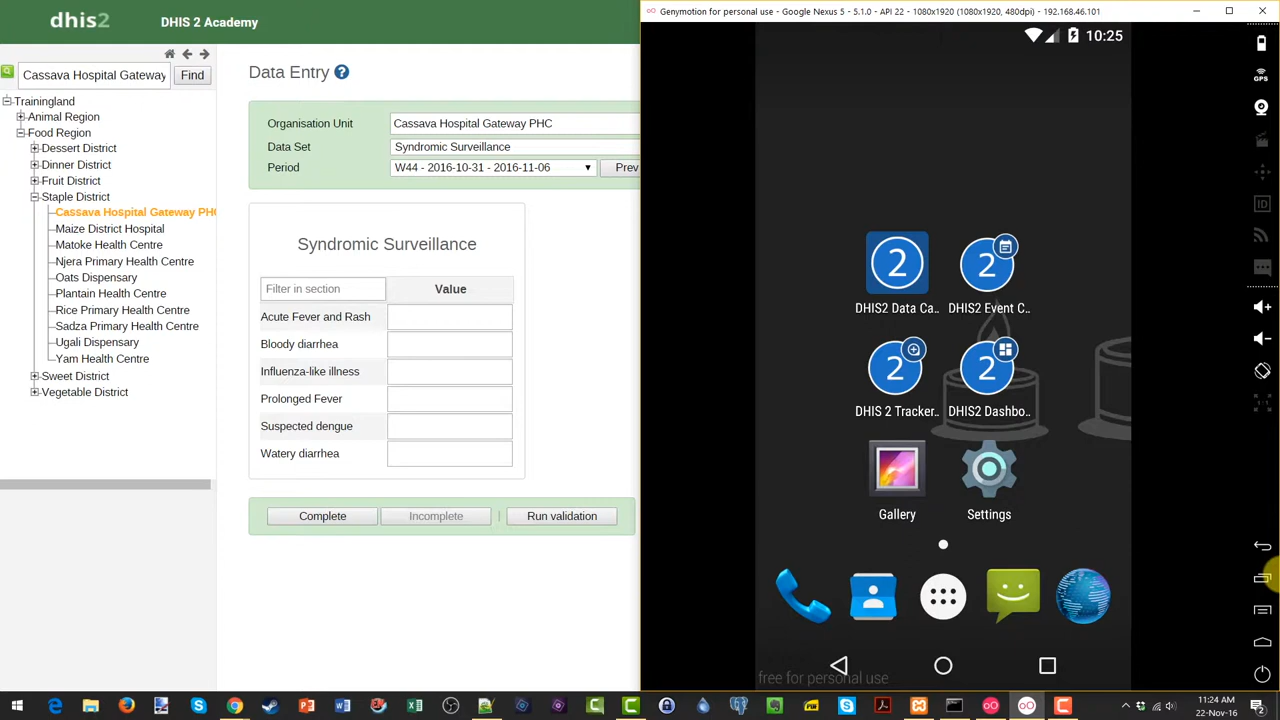 dhis2
DHIS 2 Academy
Cassava Hospital Gateway
Find
Trainingland
Animal Region
Food Region
Dessert District
Dinner District
Fruit District
Staple District
Cassava Hospital Gateway PHC
Maize District Hospital
Matoke Health Centre
Njera Primary Health Centre
Oats Dispensary
Plantain Health Centre
Rice Primary Health Centre
Sadza Primary Health Centre
Ugali Dispensary
Yam Health Centre
Sweet District
Vegetable District
Data Entry ?
Organisation Unit
Cassava Hospital Gateway PHC
Data Set
Syndromic Surveillance
Period
W44 - 2016-10-31 - 2016-11-06
Prev
Syndromic Surveillance
Filter in section
Value
Acute Fever and Rash
Bloody diarrhea
Influenza-like illness
Prolonged Fever
Suspected dengue
Watery diarrhea
Complete
Incomplete
Run validation
Genymotion for personal use - Google Nexus 5 - 5.1.0 - API 22 - 1080x1920 (1080x1920, 480dpi) - 192.168.46.101
10:25
2
2
DHIS2 Data Ca..
DHIS2 Event C..
2
2
DHIS 2 Tracker..
DHIS2 Dashbo..
Gallery
Settings
free for personal use
GPS
ID
1:1
11:24 AM
22-Nov-16
2